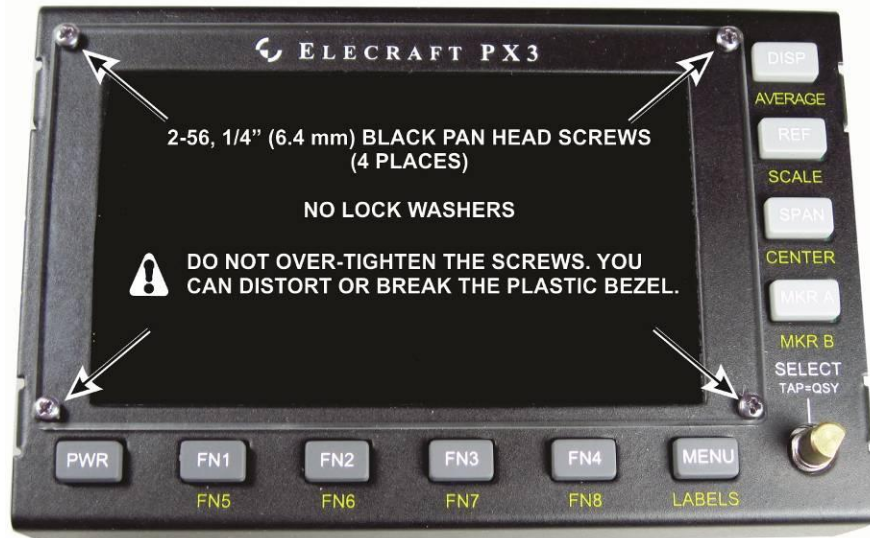 ELECRAFT PX3
2-56, 1/4” (6.4 mm) BLACK PAN HEAD SCREWS
(4 PLACES)
NO LOCK WASHERS
DO NOT OVER-TIGHTEN THE SCREWS. YOU
CAN DISTORT OR BREAK THE PLASTIC BEZEL.
DISP
AVERAGE
REF
SCALE
SPAN
CENTER
MKR A
MKR B
SELECT
TAP=QSY
PWR
FN1
FN2
FN3
FN4
MENU
FN5
FN6
FN7
FN8
LABELS